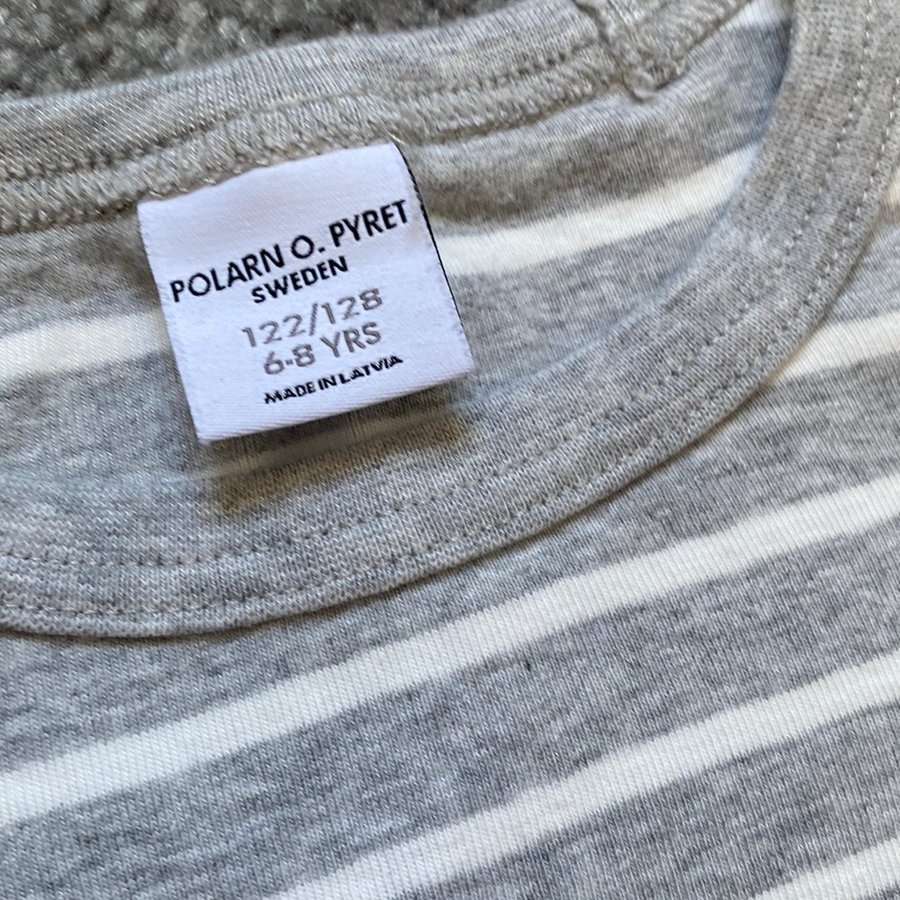 POLARN O. PYRET
SWEDEN
122/128
6-8 YRS
MADE IN LATVIA